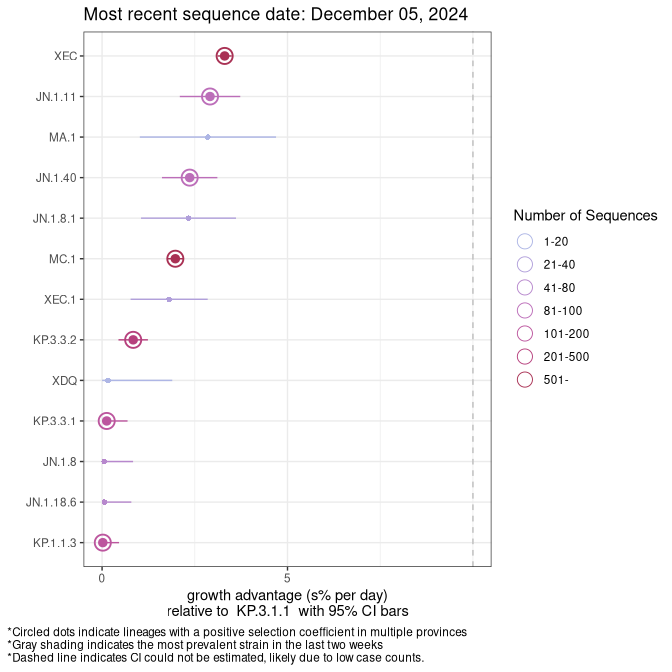 Most recent sequence date: December 05, 2024
XEC
JN.1.11
MA.1
JN.1.40
JN.1.8.1
MC.1
XEC.1
KP.3.3.2
XDQ
KP.3.3.1
JN.1.8
JN.1.18.6
KP.1.1.3
0 5
growth advantage (s% per day)
relative to KP.3.1.1 with 95% CI bars
Number of Sequences
1-20
21-40
41-80
81-100
101-200
201-500
501-
*Circled dots indicate lineages with a positive selection coefficient in multiple provinces
*Gray shading indicates the most prevalent strain in the last two weeks
*Dashed line indicates CI could not be estimated, likely due to low case counts.